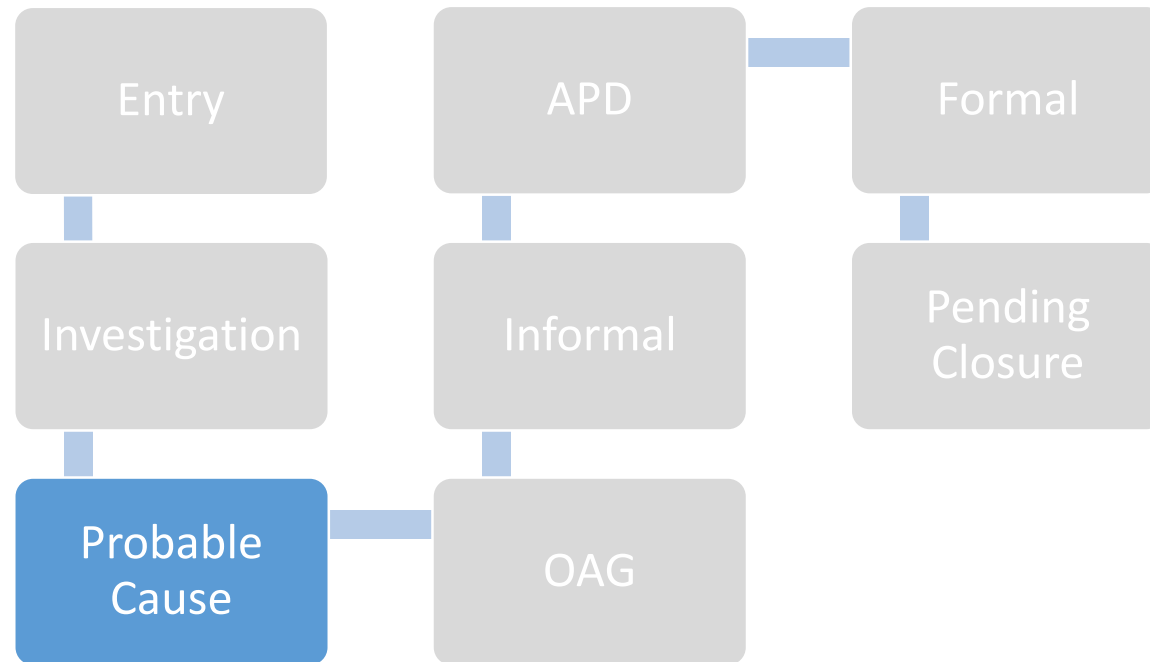 Entry
Investigation
Probable
Cause
OAG
Informal
APD
Formal
Pending
Closure